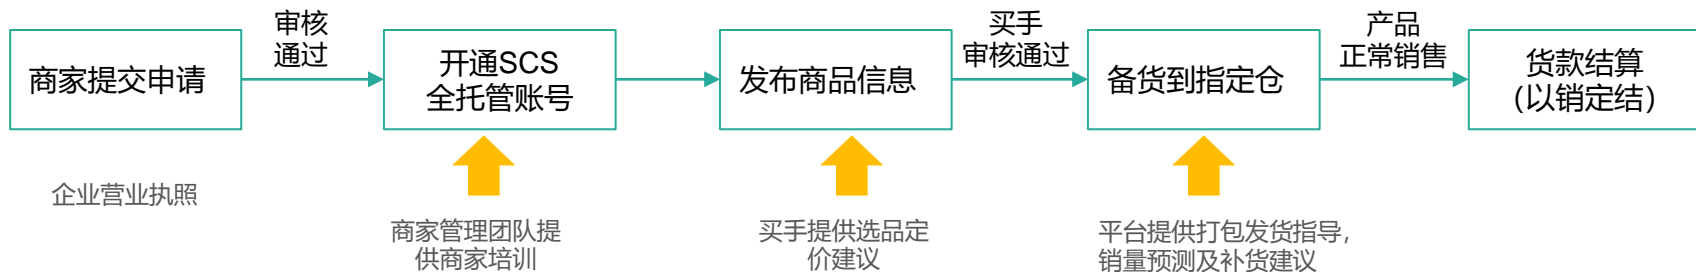 商家提交申请
审核
通过
开通SCS
全托管账号
发布商品信息
买手
审核通过
备货到指定仓
产品
正常销售
货款结算
(以销定结)
企业营业执照
商家管理团队提
供商家培训
买手提供选品定
价建议
平台提供打包发货指导,
销量预测及补货建议